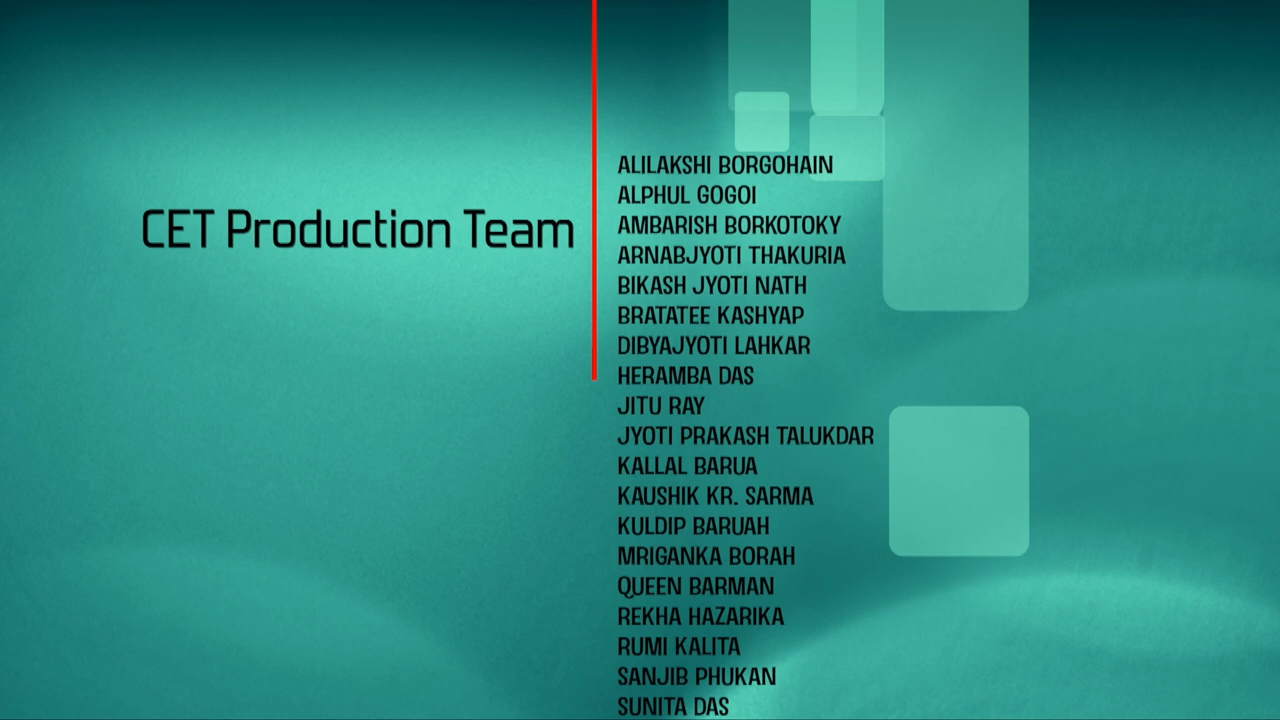 CET Production Team
ALILAKSHI BORGOHAIN
ALPHUL GOGOI
AMBARISH BORKOTOKY
ARNABJYOTI THAKURIA
BIKASH JYOTI NATH
BRATATEE KASHYAP
DIBYAJYOTI LAHKAR
HERAMBA DAS
JITU RAY
JYOTI PRAKASH TALUKDAR
KALLAL BARUA
KAUSHIK KR. SARMA
KULDIP BARUAH
MRIGANKA BORAH
QUEEN BARMAN
REKHA HAZARIKA
RUMI KALITA
SANJIB PHUKAN
SUNITA DAS